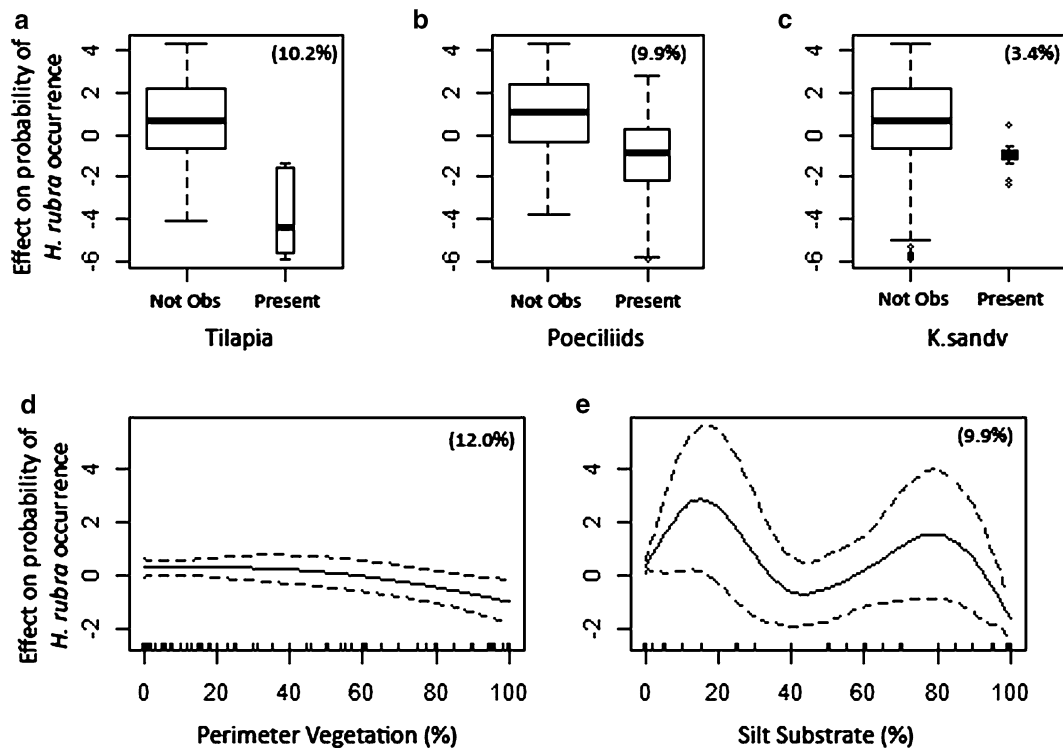 a
b
c
(10.2%)
(9.9%)
(3.4%)
Effect on probability of
H. rubra occurrence
4
2
0
-2
-4
-6
4
2
0
-2
-4
-6
4
2
0
-2
-4
-6
Not Obs Present
Not Obs Present
Not Obs Present
Tilapia
Poeciliids
K.sandv
d
e
(12.0%)
(9.9%)
Effect on probability of
H. rubra occurrence
4
2
0
-2
4
2
0
-2
0 20 40 60 80 100
0 20 40 60 80 100
Perimeter Vegetation (%)
Silt Substrate (%)